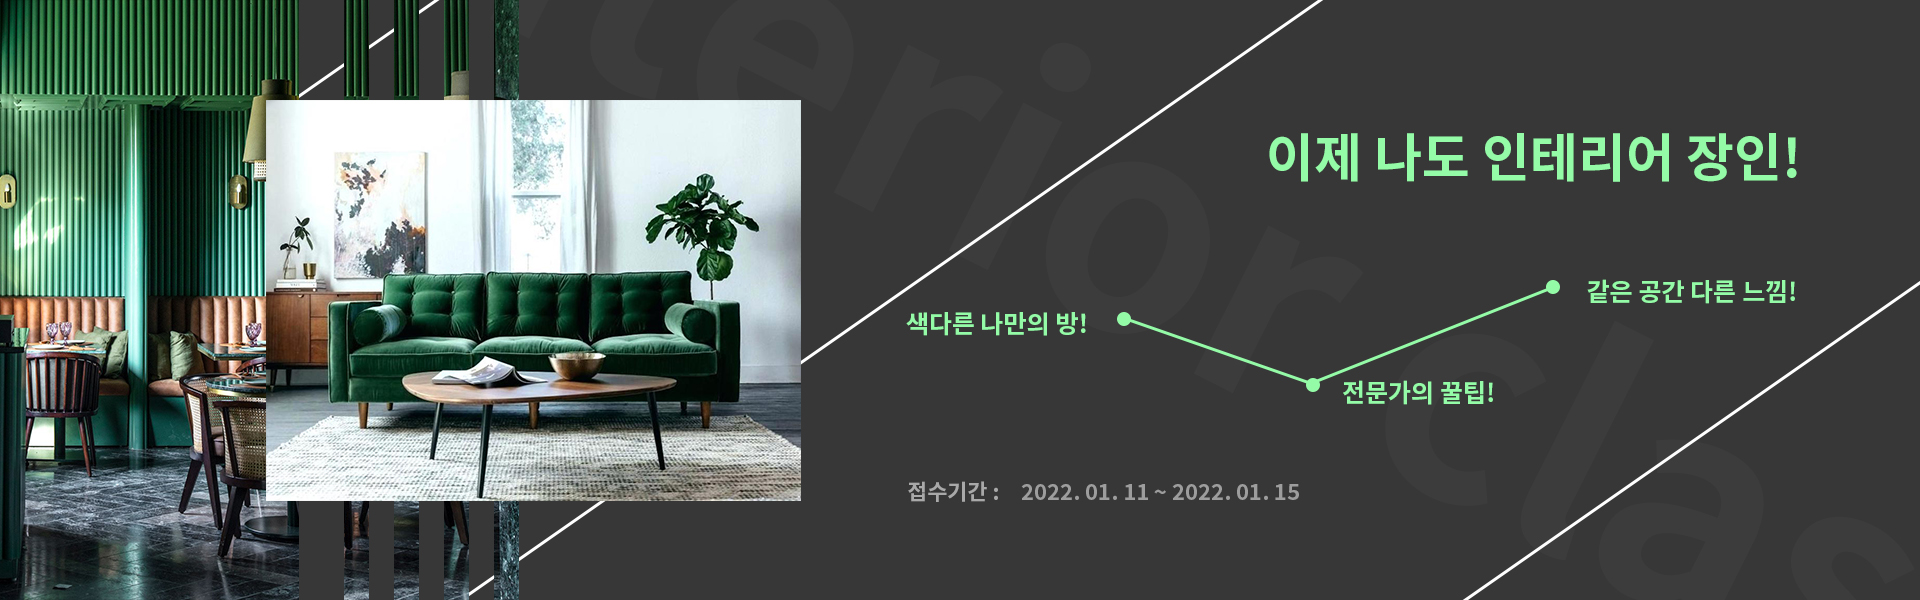 이제 나도 인테리어 장인!
같은 공간 다른 느낌!
색다른 나만의 방!
전문가의 꿀팁!
접수기간 : 2022. 01. 11 ~ 2022. 01. 15
terior clas